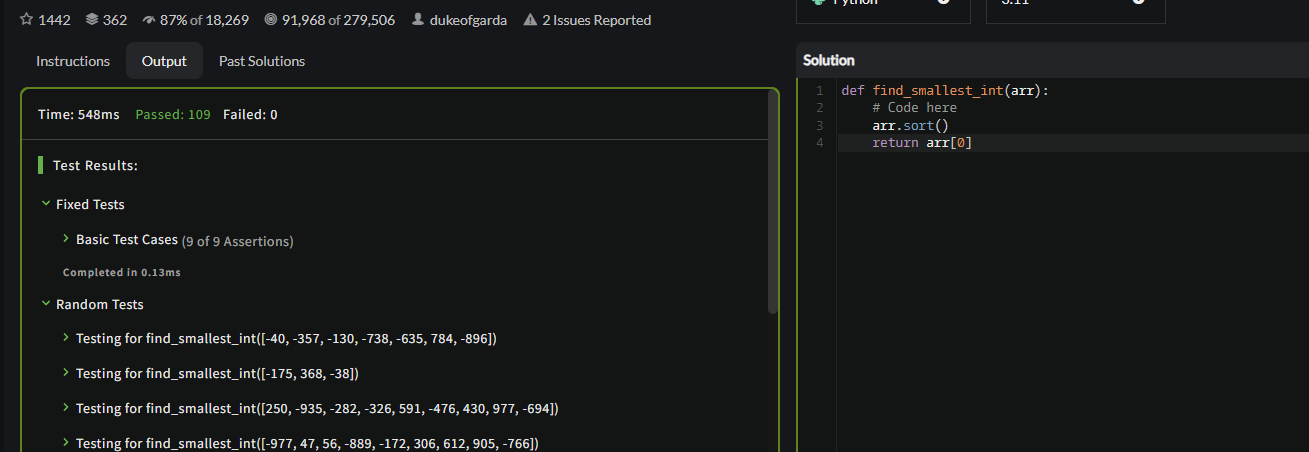 1442 362 87% of 18,269 91,968 of 279,506 dukeofgarda 2 Issues Reported
Python 3.11
Instructions Output Past Solutions
Time: 548ms Passed: 109 Failed: 0
Test Results:
Fixed Tests
Basic Test Cases (9 of 9 Assertions)
Completed in 0.13ms
Random Tests
Testing for find_smallest_int([-40, -357, -130, -738, -635, 784, -896])
Testing for find_smallest_int([-175, 368, -38])
Testing for find_smallest_int([250, -935, -282, -326, 591, -476, 430, 977, -694])
Testing for find_smallest_int([-977, 47, 56, -889, -172, 306, 612, 905, -766])
Solution
1 def find_smallest_int(arr):
2     # Code here
3     arr.sort()
4     return arr[0]